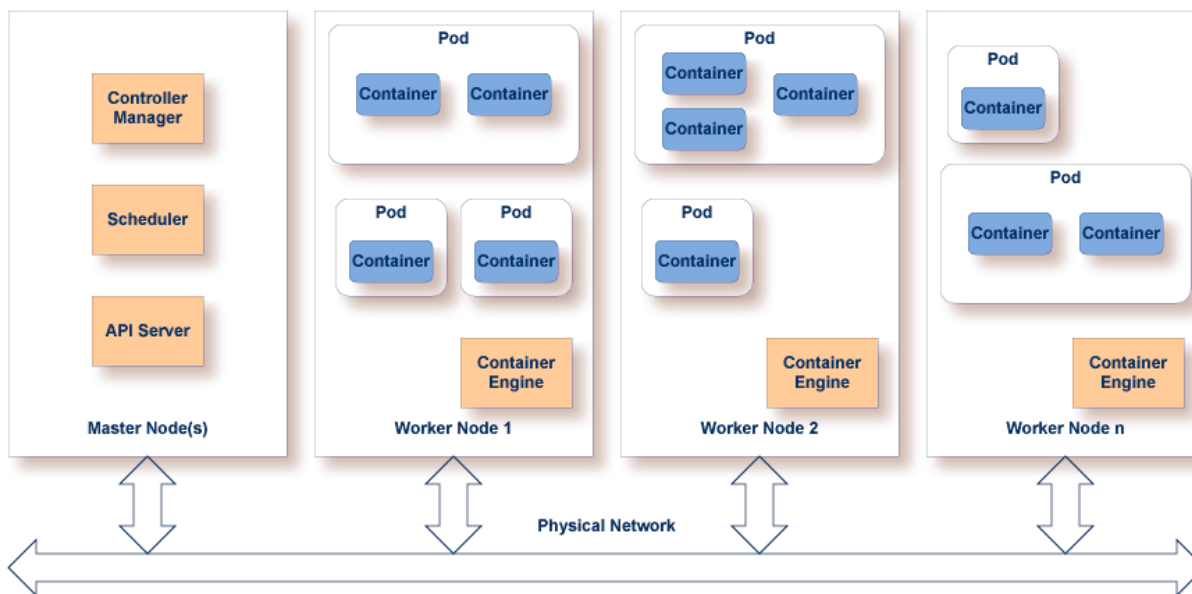 Controller
Manager
Scheduler
API Server
Master Node(s)
Pod
Container
Container
Pod
Container
Pod
Container
Container
Engine
Worker Node 1
Pod
Container
Container
Container
Pod
Container
Container
Engine
Worker Node 2
Pod
Container
Pod
Container
Container
Container
Engine
Worker Node n
Physical Network